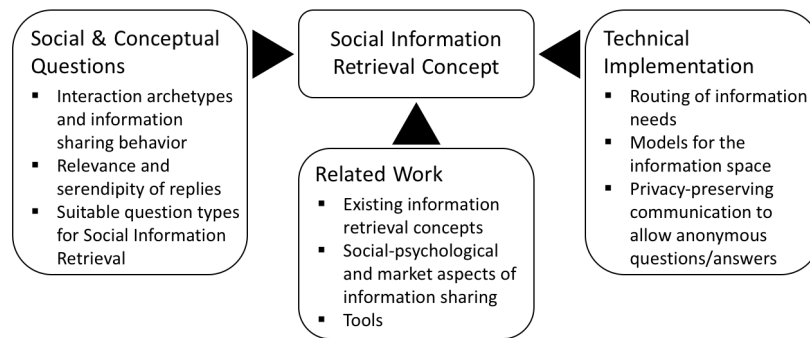 Social & Conceptual
Questions
▪ Interaction archetypes
and information
sharing behavior
▪ Relevance and
serendipity of replies
▪ Suitable question types
for Social Information
Retrieval
Social Information
Retrieval Concept
Related Work
▪ Existing information
retrieval concepts
▪ Social-psychological
and market aspects of
information sharing
▪ Tools
Technical
Implementation
▪ Routing of information
needs
▪ Models for the
information space
▪ Privacy-preserving
communication to
allow anonymous
questions/answers